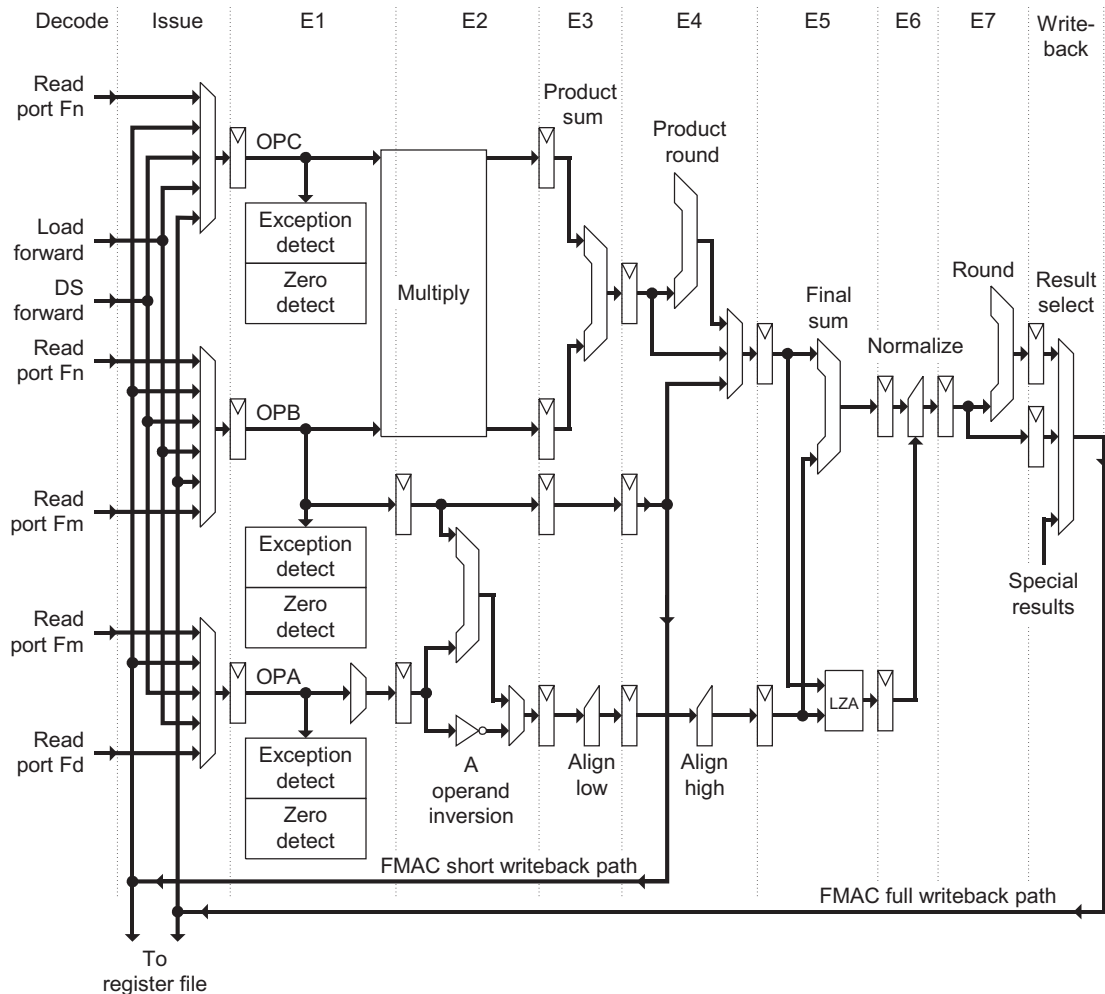 Decode
Issue
E1
E2
E3
E4
E5
E6
E7
Write-
back
Read
port Fn
Load
forward
DS
forward
Read
port Fn
Read
port Fm
Read
port Fm
Read
port Fd
OPC
Exception
detect
Zero
detect
OPB
Exception
detect
Zero
detect
OPA
Exception
detect
Zero
detect
Multiply
A
operand
inversion
Product
sum
Align
low
Product
round
Align
high
Final
sum
LZA
Normalize
Round
Result
select
Special
results
FMAC short writeback path
FMAC full writeback path
To
register file